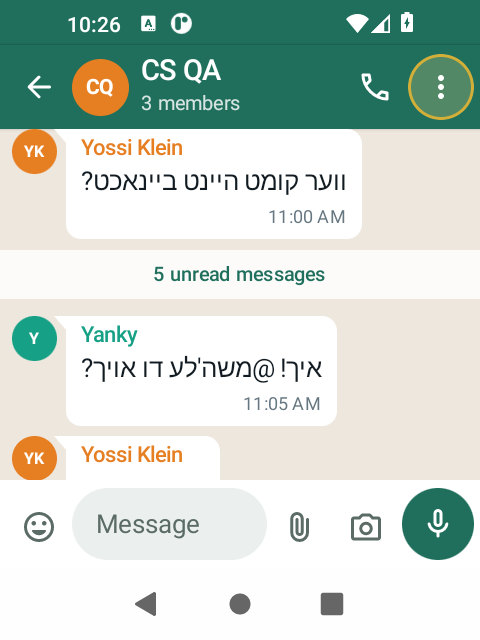 10:26
CQ
CS QA
3 members
YK
Yossi Klein
ווער קומט היינט ביינאכט?
11:00 AM
5 unread messages
Y
Yanky
איך! @משה'לע דו אויך?
11:05 AM
YK
Yossi Klein
Message